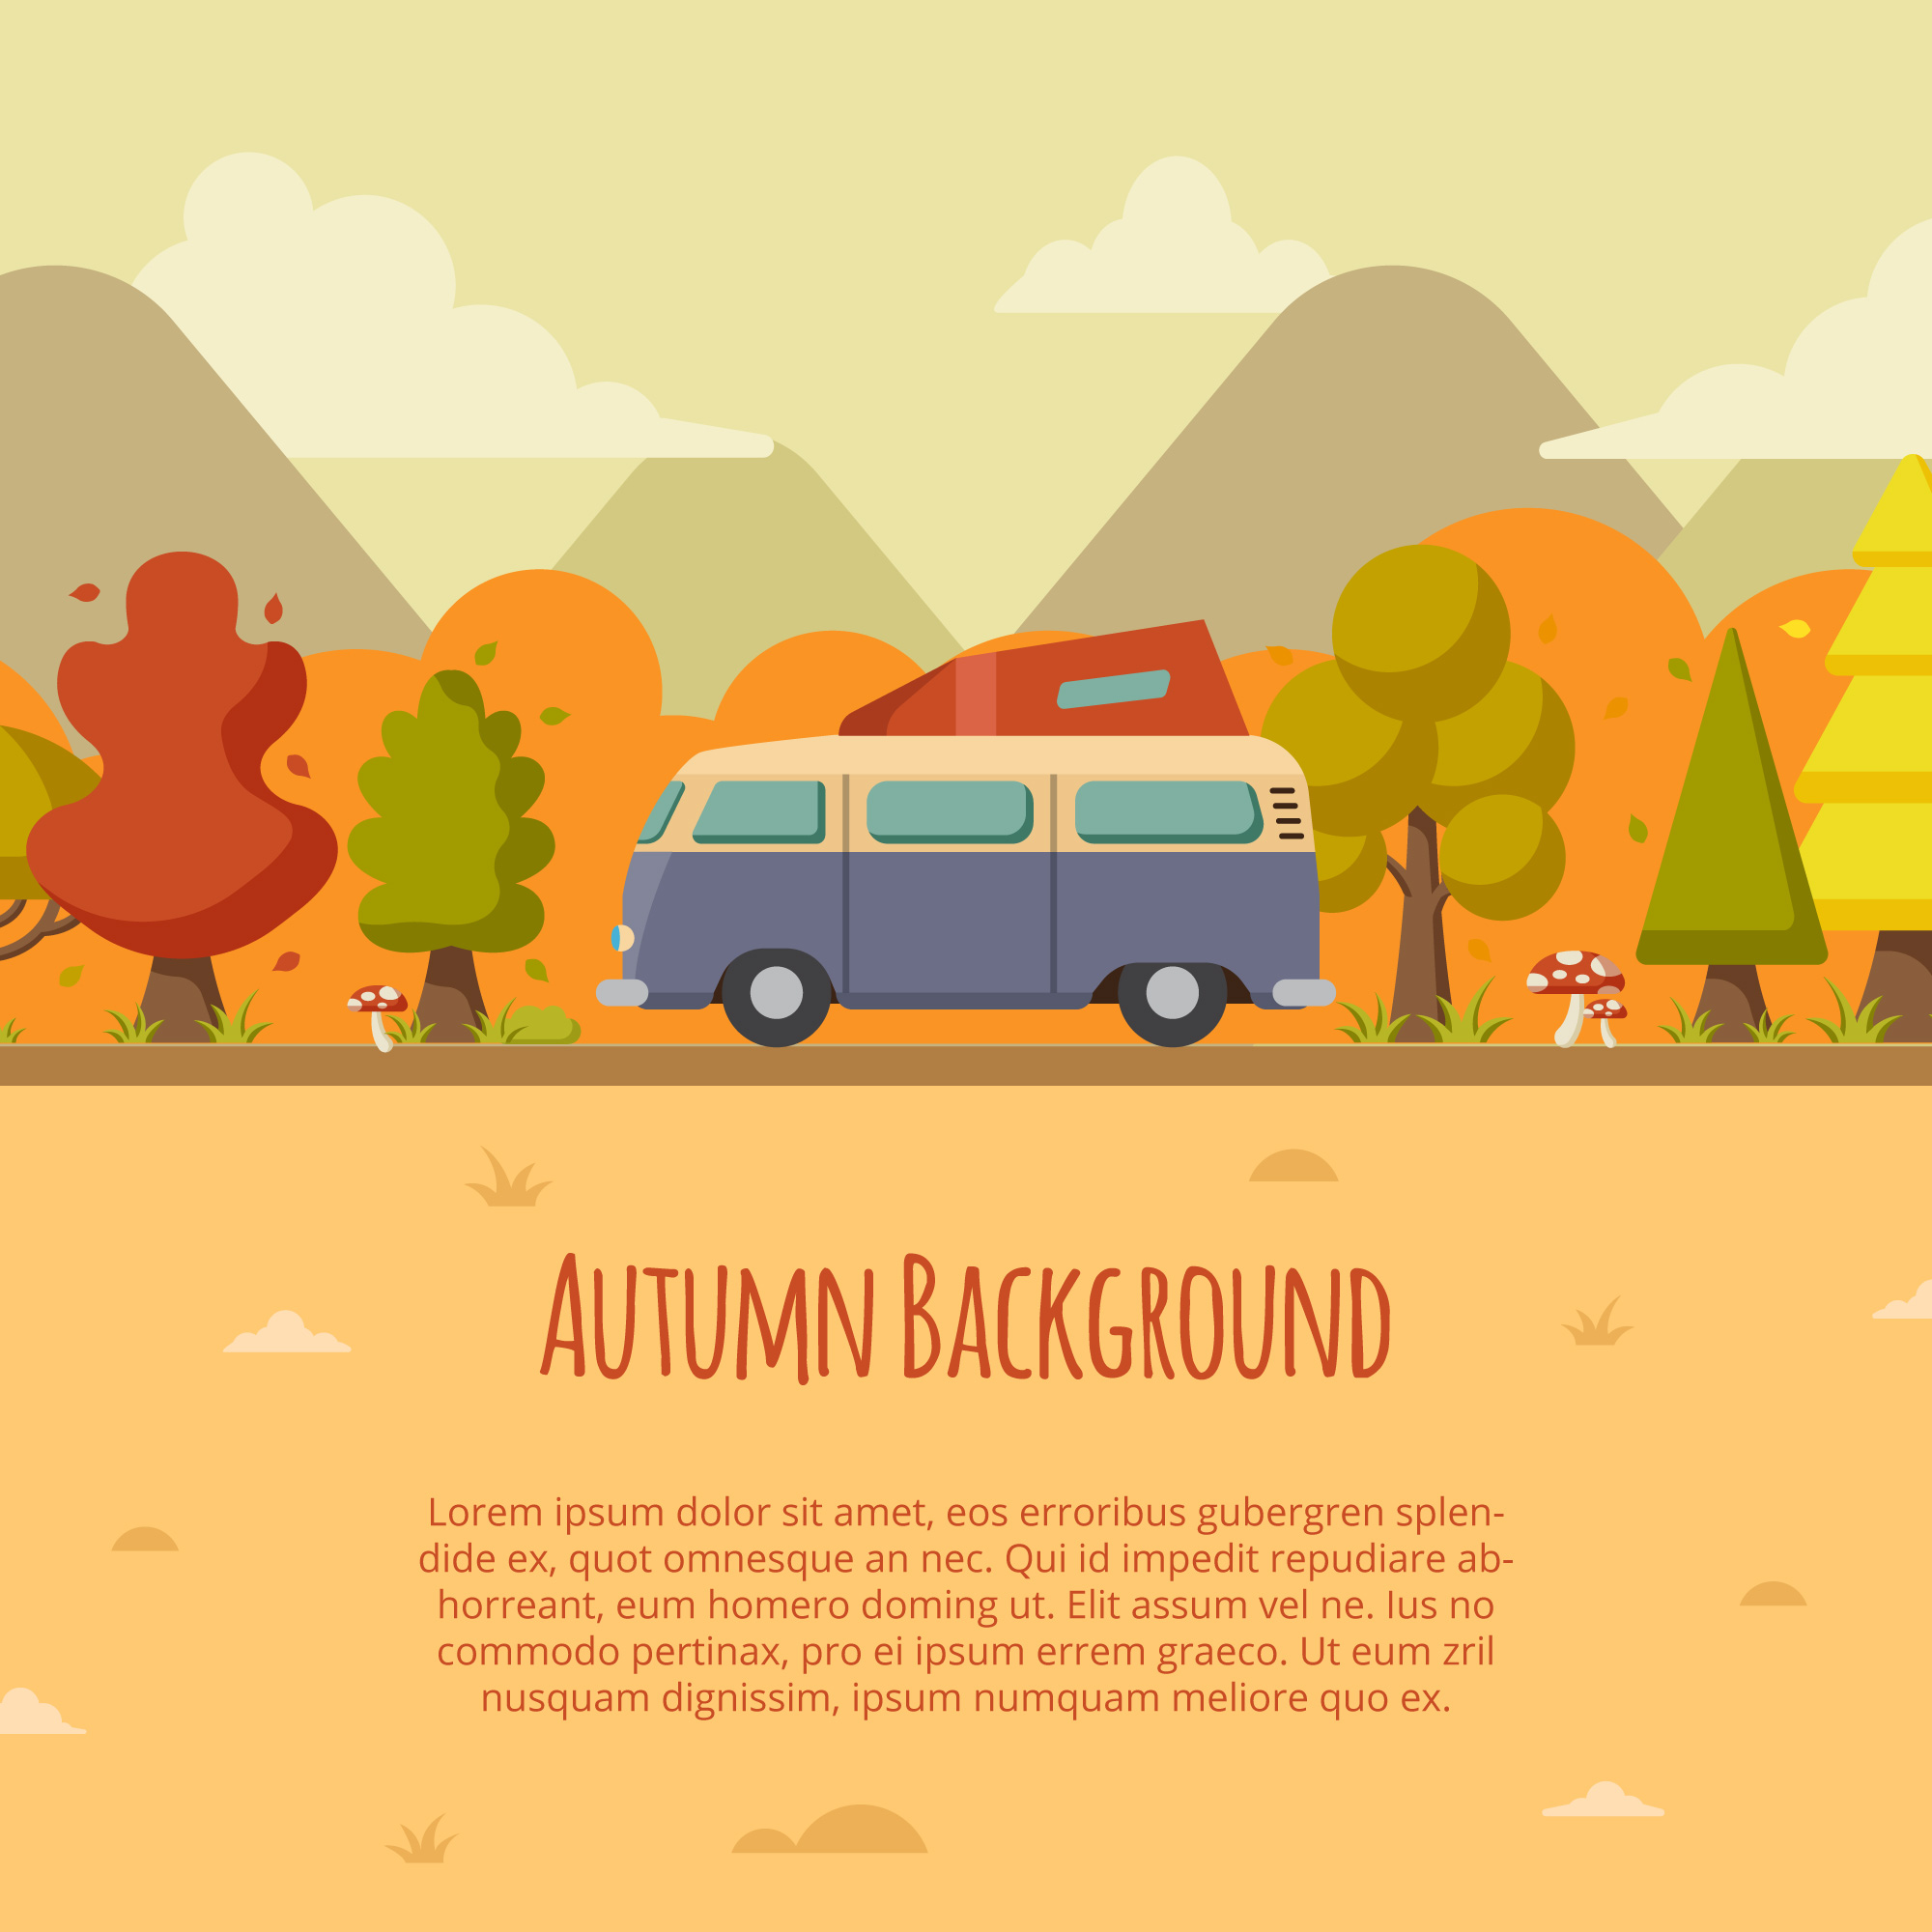 Autumn Background
Lorem ipsum dolor sit amet, eos erroribus gubergren splen-
dide ex, quot omnesque an nec. Qui id impedit repudiare ab-
horreant, eum homero doming ut. Elit assum vel ne. Ius no
commodo pertinax, pro ei ipsum errem graeco. Ut eum zril
nusquam dignissim, ipsum numquam meliore quo ex.